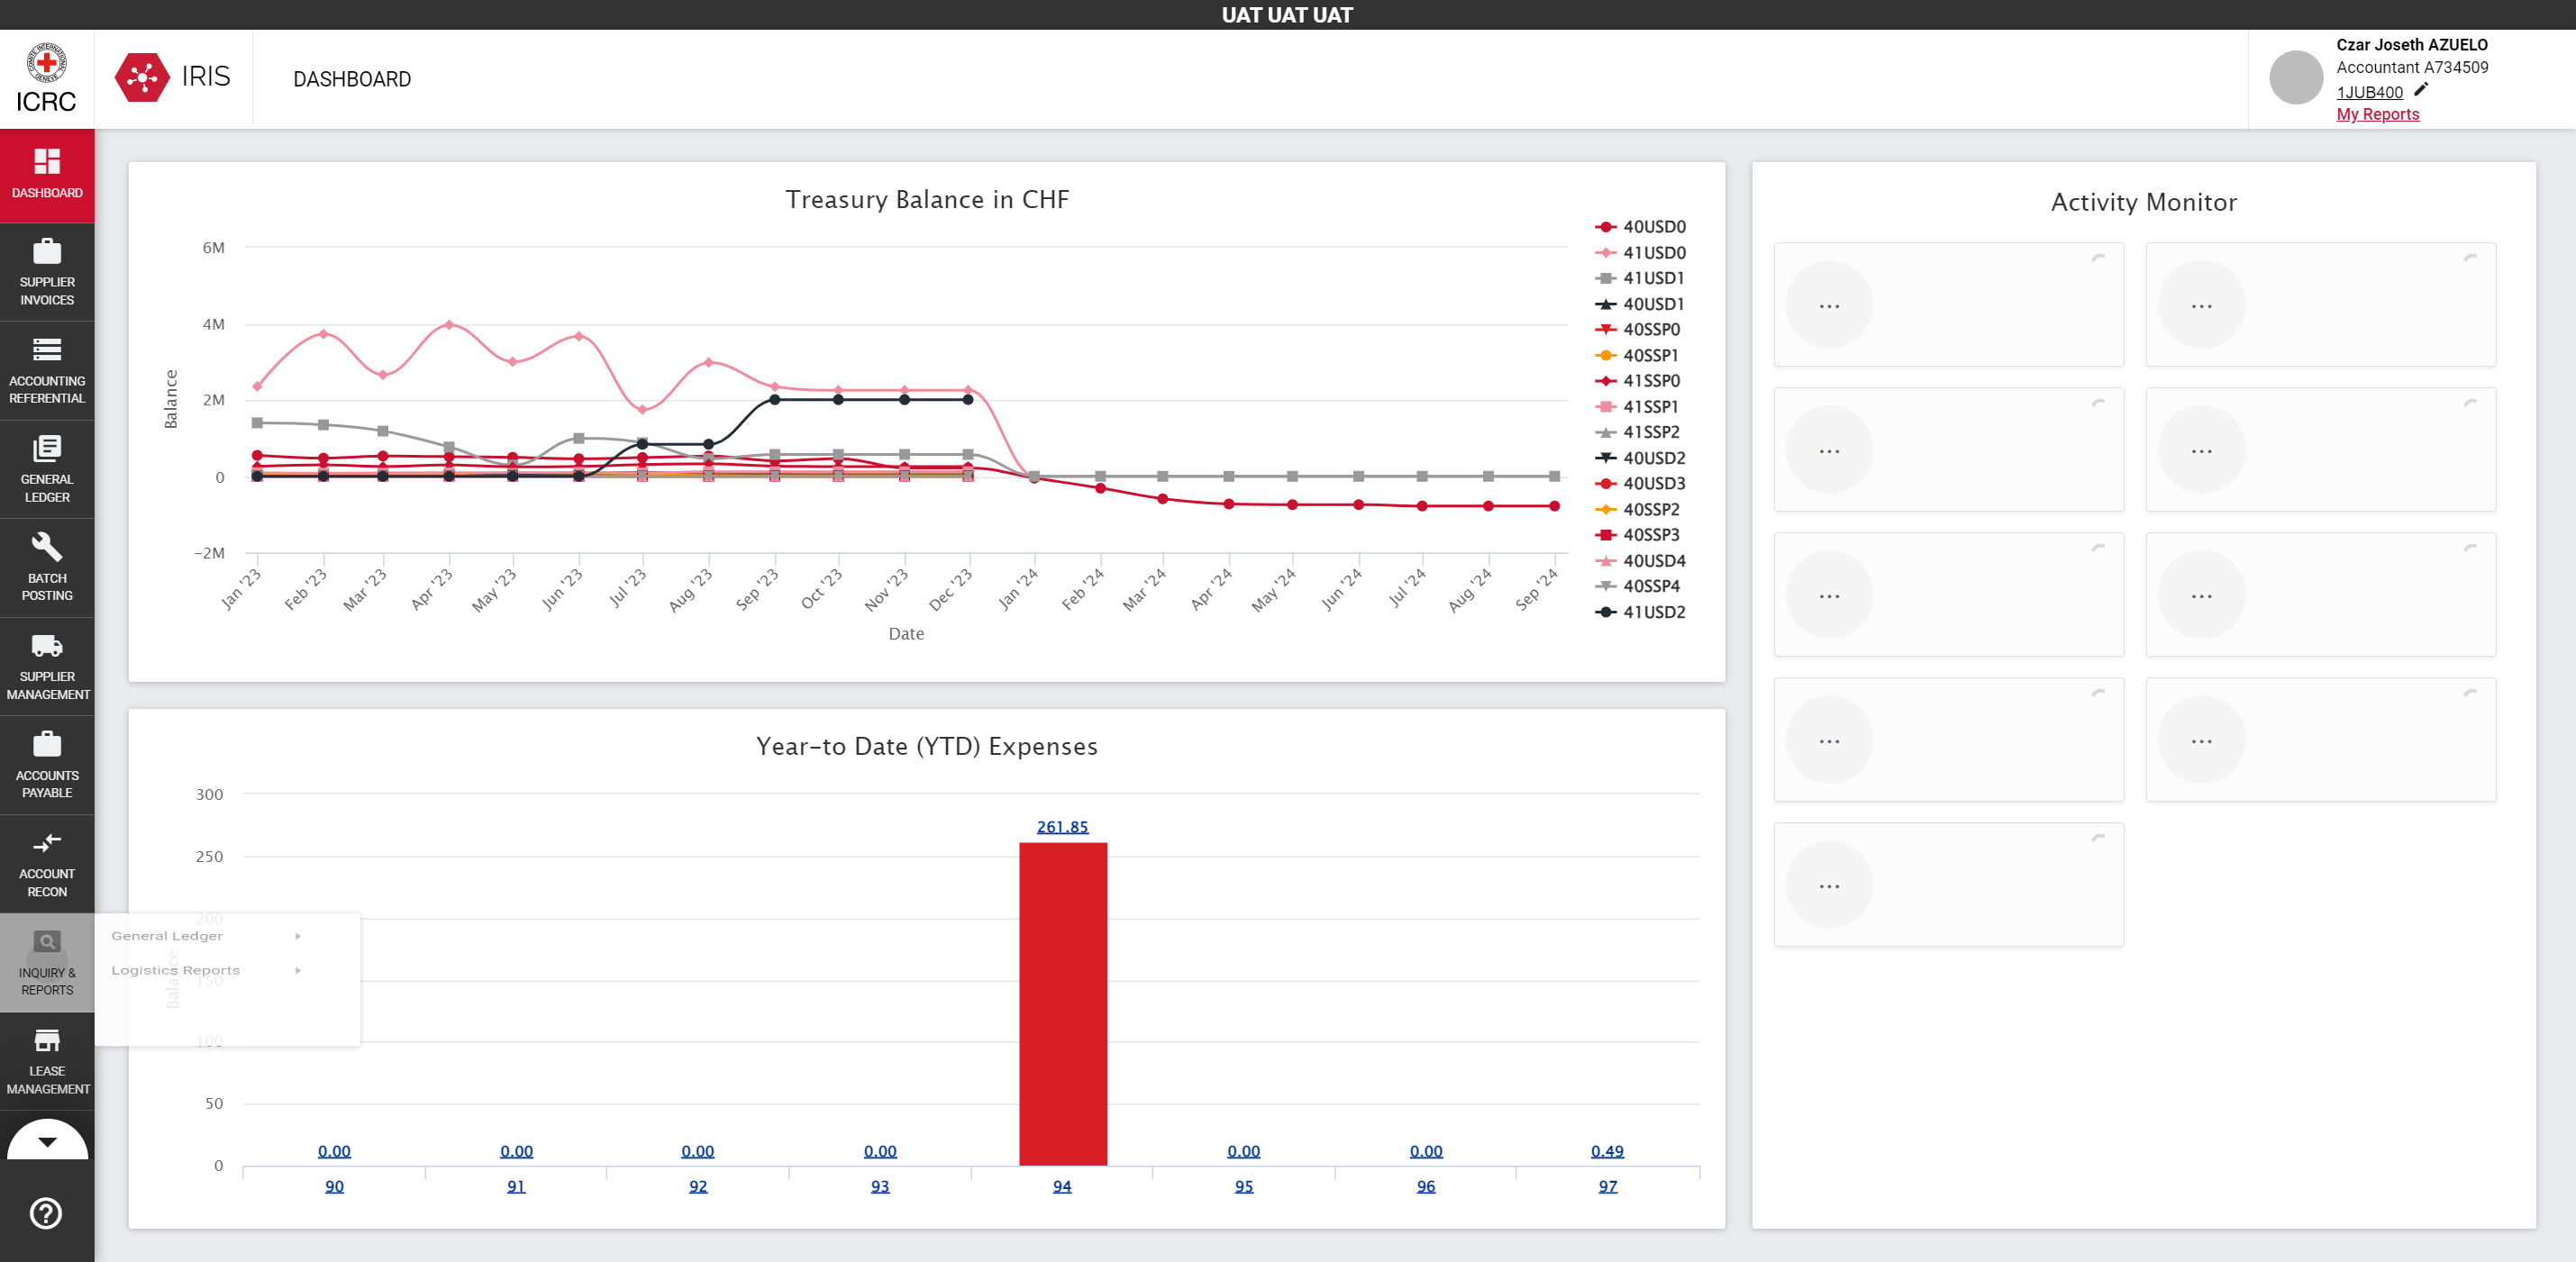 UAT UAT UAT
ICRC
IRIS
DASHBOARD
Czar Joseth AZUELO
Accountant A734509
1JUB400
My Reports
DASHBOARD
SUPPLIER
INVOICES
ACCOUNTING
REFERENTIAL
GENERAL
LEDGER
BATCH
POSTING
SUPPLIER
MANAGEMENT
ACCOUNTS
PAYABLE
ACCOUNT
RECON
INQUIRY &
REPORTS
LEASE
MANAGEMENT
General Ledger
Logistics Reports
Treasury Balance in CHF
6M
4M
2M
0
−2M
Balance
Jan '23
Feb '23
Mar '23
Apr '23
May '23
Jun '23
Jul '23
Aug '23
Sep '23
Oct '23
Nov '23
Dec '23
Jan '24
Feb '24
Mar '24
Apr '24
May '24
Jun '24
Jul '24
Aug '24
Sep '24
Date
40USD0
41USD0
41USD1
40USD1
40SSP0
40SSP1
41SSP0
41SSP1
41SSP2
40USD2
40USD3
40SSP2
40SSP3
40USD4
40SSP4
41USD2
Year-to Date (YTD) Expenses
300
250
200
150
100
50
0
Balance
0.00
0.00
0.00
0.00
261.85
0.00
0.00
0.49
90
91
92
93
94
95
96
97
Activity Monitor
...
...
...
...
...
...
...
...
...